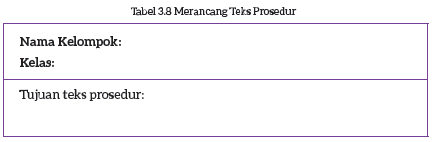 Tabel 3.8 Merancang Teks Prosedur
Nama Kelompok:
Kelas:
Tujuan teks prosedur: